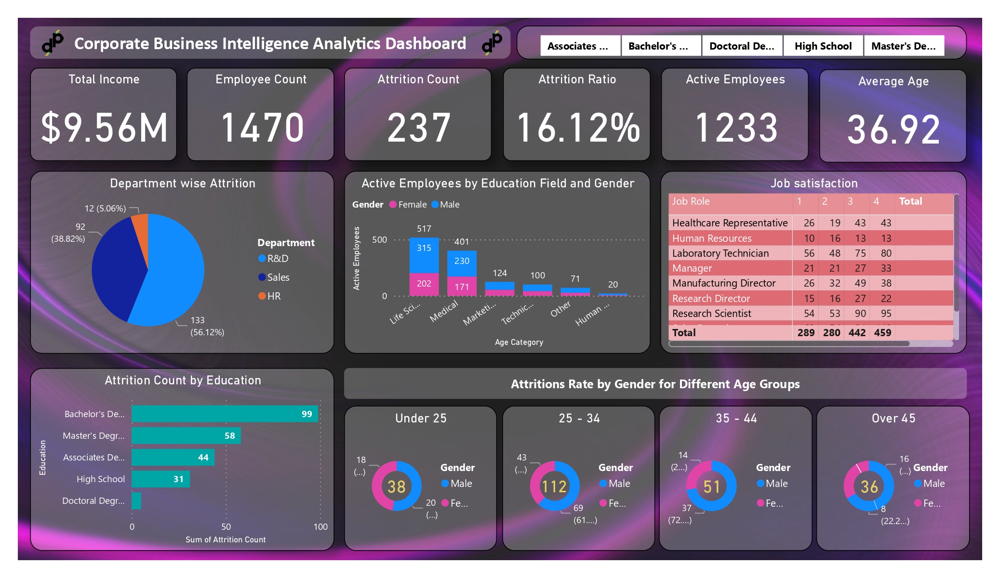 dp Corporate Business Intelligence Analytics Dashboard dp
Associates ... Bachelor's ... Doctoral De... High School Master's De...
Total Income
$9.56M
Employee Count
1470
Attrition Count
237
Attrition Ratio
16.12%
Active Employees
1233
Average Age
36.92
Department wise Attrition
12 (5.06%)
92
(38.82%)
133
(56.12%)
Department
R&D
Sales
HR
Active Employees by Education Field and Gender
Gender Female Male
Active Employees
500
0
517
315
202
401
230
171
124
100
71
20
Life Sci...
Medical
Marketi...
Technic...
Other
Human ...
Age Category
Job satisfaction
Job Role 1 2 3 4 Total
Healthcare Representative 26 19 43 43
Human Resources 10 16 13 13
Laboratory Technician 56 48 75 80
Manager 21 21 27 33
Manufacturing Director 26 32 49 38
Research Director 15 16 27 22
Research Scientist 54 53 90 95
Total 289 280 442 459
Attrition Count by Education
Education
Bachelor's De... 99
Master's Degr... 58
Associates De... 44
High School 31
Doctoral Degr...
0 50 100
Sum of Attrition Count
Attritions Rate by Gender for Different Age Groups
Under 25
18
(...)
38
20
(...)
Gender
Male
Fe...
25 - 34
43
(...)
112
69
(61....)
Gender
Male
Fe...
35 - 44
14
(2...)
51
37
(72....)
Gender
Male
Fe...
Over 45
16
(...)
36
8
(22.2...)
Gender
Male
Fe...